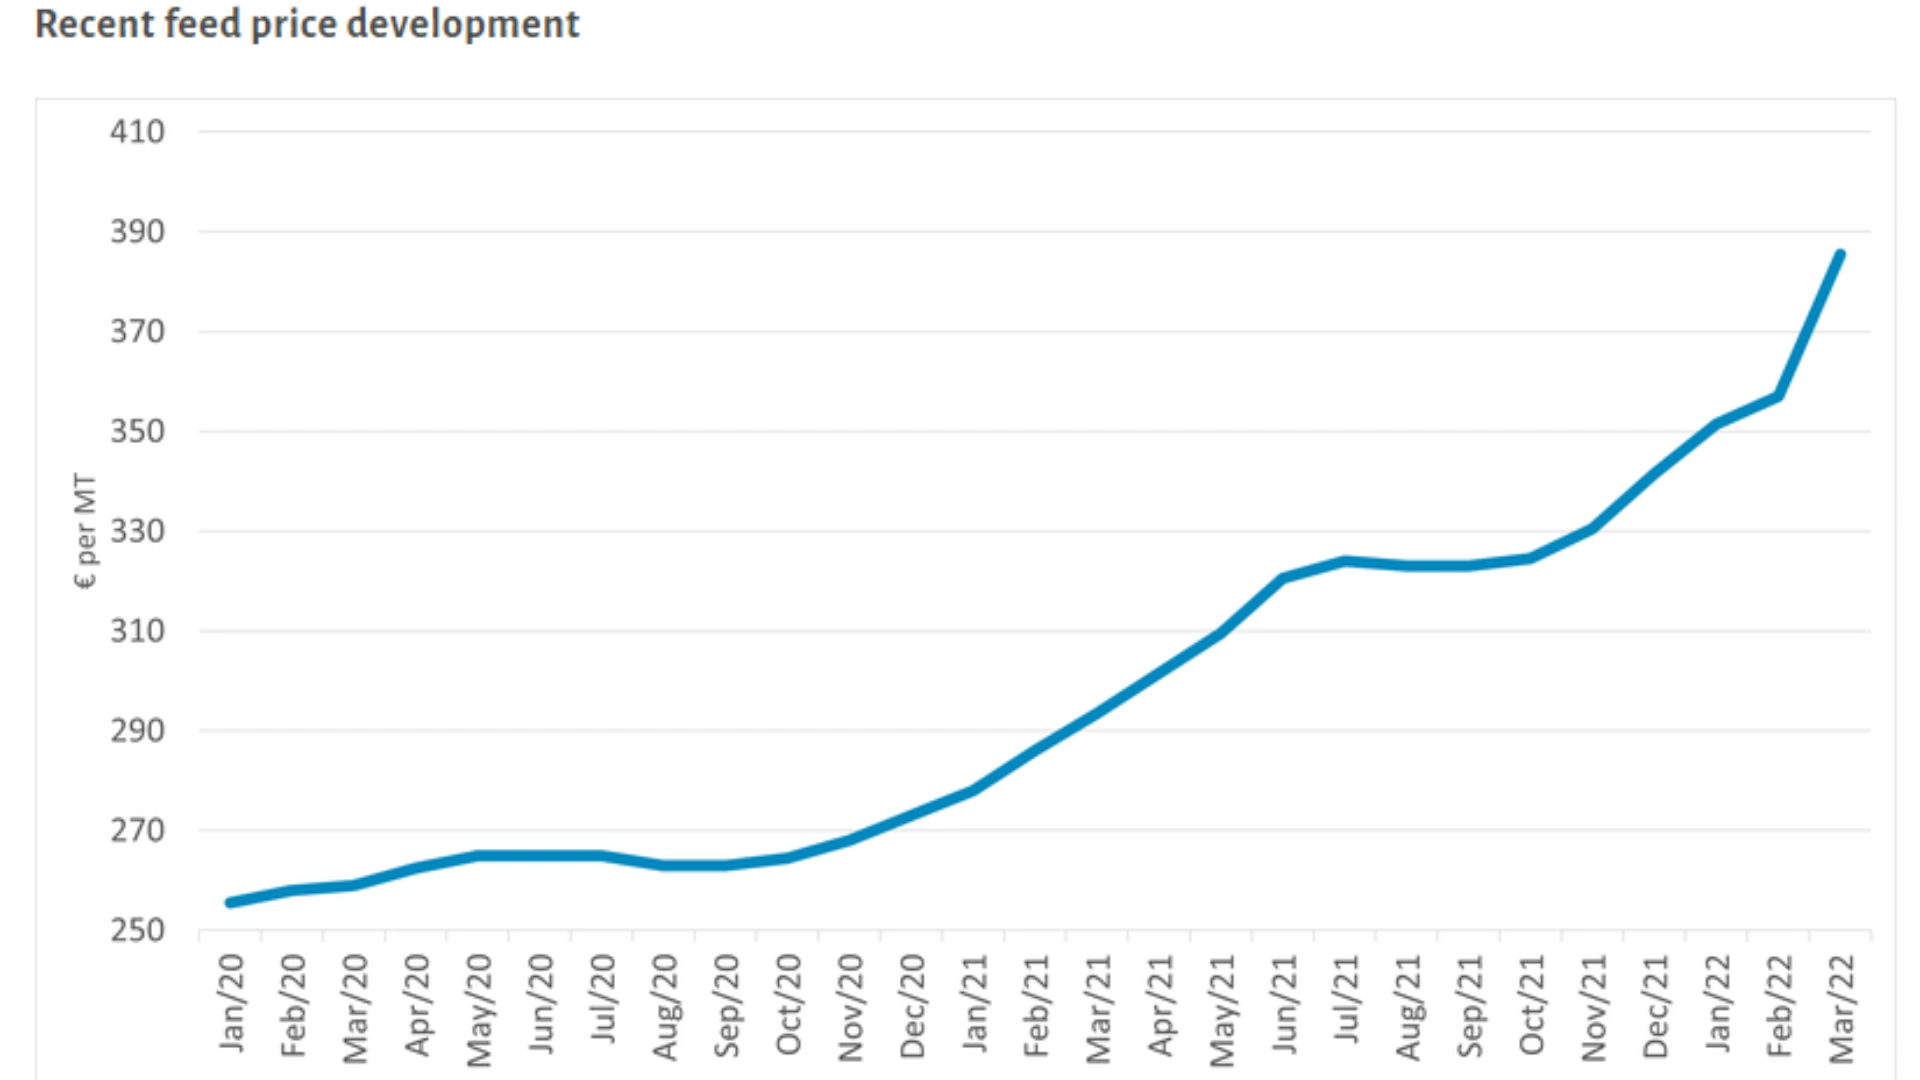 Recent feed price development
410
390
370
350
330
310
290
270
250
€ per MT
Jan/20
Feb/20
Mar/20
Apr/20
May/20
Jun/20
Jul/20
Aug/20
Sep/20
Oct/20
Nov/20
Dec/20
Jan/21
Feb/21
Mar/21
Apr/21
May/21
Jun/21
Jul/21
Aug/21
Sep/21
Oct/21
Nov/21
Dec/21
Jan/22
Feb/22
Mar/22